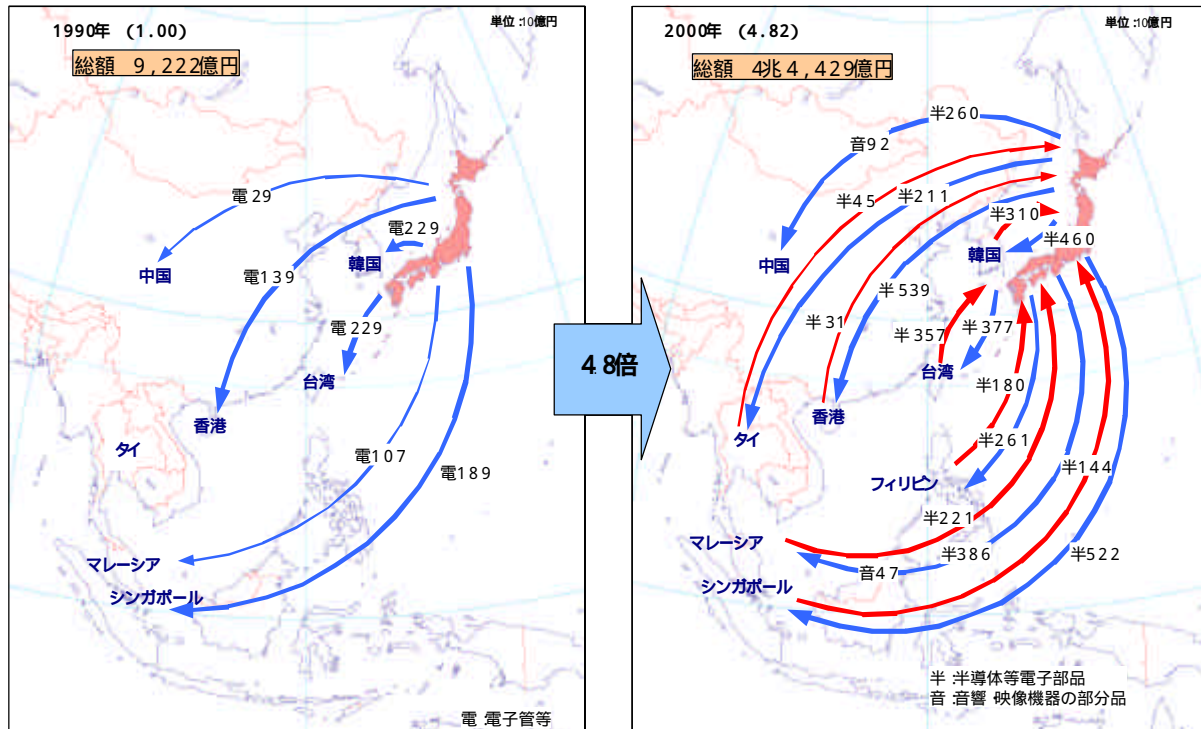 1990年 (1.00)
単位:10億円
総額 9,222億円
電29
電229
中国
韓国
電139
電229
台湾
香港
タイ
電107
電189
マレーシア
シンガポール
電:電子管等
4.8倍
2000年 (4.82)
単位:10億円
総額 4兆4,429億円
半260
音92
半45
半211
半310
半460
韓国
中国
半539
半31
半357
半377
台湾
半180
香港
タイ
半261
半144
フィリピン
半221
マレーシア
半386
半522
音47
シンガポール
半:半導体等電子部品
音:音響・映像機器の部分品